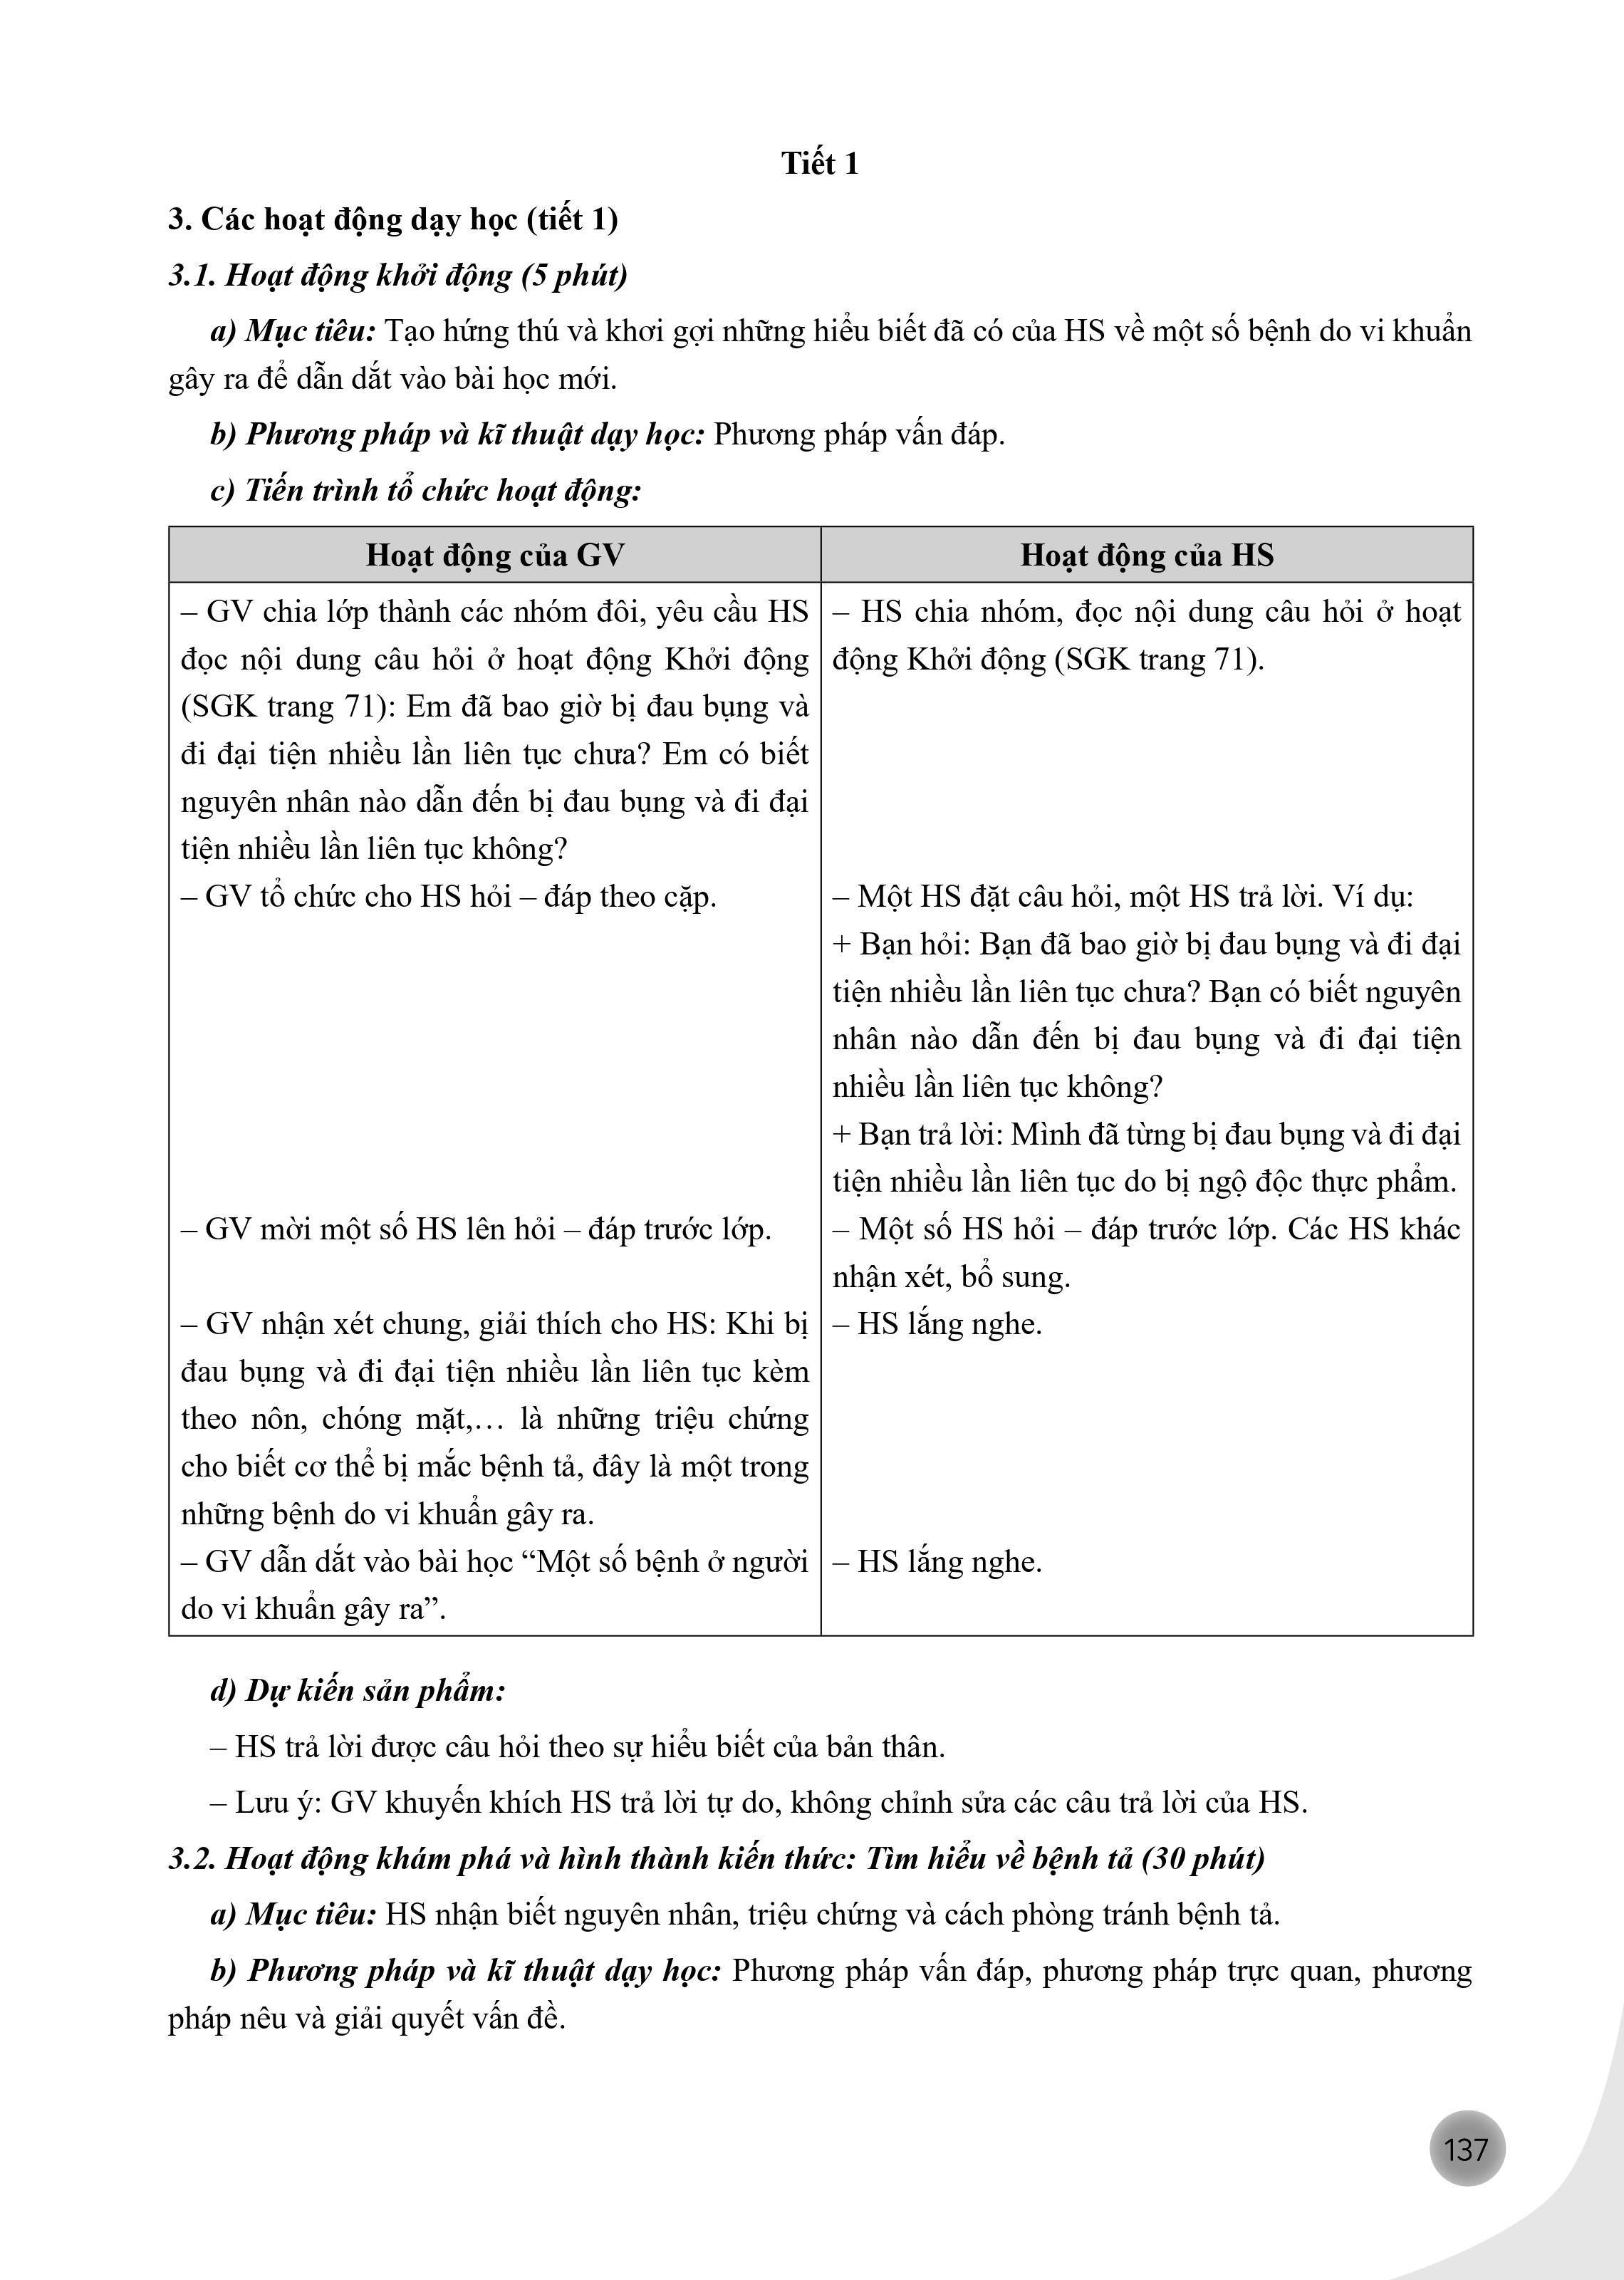 Tiết 1
3. Các hoạt động dạy học (tiết 1)
3.1. Hoạt động khởi động (5 phút)
a) Mục tiêu: Tạo hứng thú và khơi gợi những hiểu biết đã có của HS về một số bệnh do vi khuẩn
gây ra để dẫn dắt vào bài học mới.
b) Phương pháp và kĩ thuật dạy học: Phương pháp vấn đáp.
c) Tiến trình tổ chức hoạt động:
Hoạt động của GV
– GV chia lớp thành các nhóm đôi, yêu cầu HS
đọc nội dung câu hỏi ở hoạt động Khởi động
(SGK trang 71): Em đã bao giờ bị đau bụng và
đi đại tiện nhiều lần liên tục chưa? Em có biết
nguyên nhân nào dẫn đến bị đau bụng và đi đại
tiện nhiều lần liên tục không?
– GV tổ chức cho HS hỏi – đáp theo cặp.
– GV mời một số HS lên hỏi – đáp trước lớp.
– GV nhận xét chung, giải thích cho HS: Khi bị
đau bụng và đi đại tiện nhiều lần liên tục kèm
theo nôn, chóng mặt,… là những triệu chứng
cho biết cơ thể bị mắc bệnh tả, đây là một trong
những bệnh do vi khuẩn gây ra.
– GV dẫn dắt vào bài học “Một số bệnh ở người
do vi khuẩn gây ra”.
Hoạt động của HS
– HS chia nhóm, đọc nội dung câu hỏi ở hoạt
động Khởi động (SGK trang 71).
– Một HS đặt câu hỏi, một HS trả lời. Ví dụ:
+ Bạn hỏi: Bạn đã bao giờ bị đau bụng và đi đại
tiện nhiều lần liên tục chưa? Bạn có biết nguyên
nhân nào dẫn đến bị đau bụng và đi đại tiện
nhiều lần liên tục không?
+ Bạn trả lời: Mình đã từng bị đau bụng và đi đại
tiện nhiều lần liên tục do bị ngộ độc thực phẩm.
– Một số HS hỏi – đáp trước lớp. Các HS khác
nhận xét, bổ sung.
– HS lắng nghe.
– HS lắng nghe.
d) Dự kiến sản phẩm:
– HS trả lời được câu hỏi theo sự hiểu biết của bản thân.
– Lưu ý: GV khuyến khích HS trả lời tự do, không chỉnh sửa các câu trả lời của HS.
3.2. Hoạt động khám phá và hình thành kiến thức: Tìm hiểu về bệnh tả (30 phút)
a) Mục tiêu: HS nhận biết nguyên nhân, triệu chứng và cách phòng tránh bệnh tả.
b) Phương pháp và kĩ thuật dạy học: Phương pháp vấn đáp, phương pháp trực quan, phương
pháp nêu và giải quyết vấn đề.
137